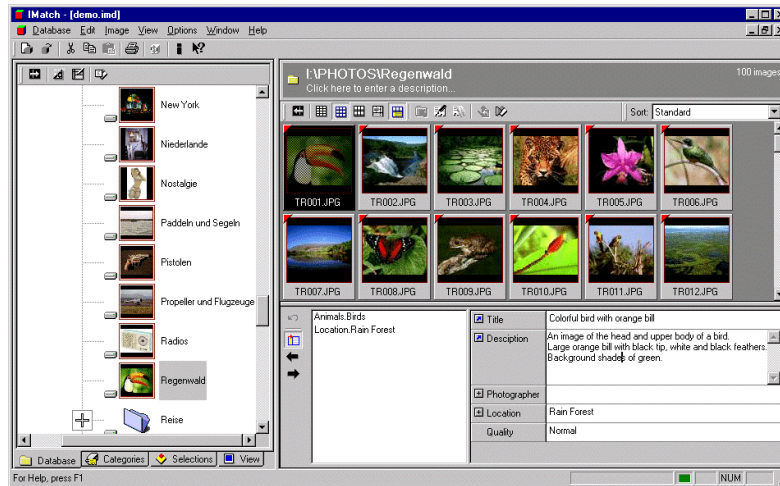 IMatch - [demo.imd]
Database Edit Image View Options Window Help
I:\PHOTOS\Regenwald
100 images
Click here to enter a description...
Sort: Standard
New York
Niederlande
Nostalgie
Paddeln und Segeln
Pistolen
Propeller und Flugzeuge
Radios
Regenwald
Reise
TR001.JPG TR002.JPG TR003.JPG TR004.JPG TR005.JPG TR006.JPG
TR007.JPG TR008.JPG TR009.JPG TR010.JPG TR011.JPG TR012.JPG
Animals.Birds
Location.Rain Forest
Title Colorful bird with orange bill
Desciption An image of the head and upper body of a bird.
Large orange bill with black tip, white and black feathers.
Background shades of green.
Photographer
Location Rain Forest
Quality Normal
Database Categories Selections View
For Help, press F1
NUM